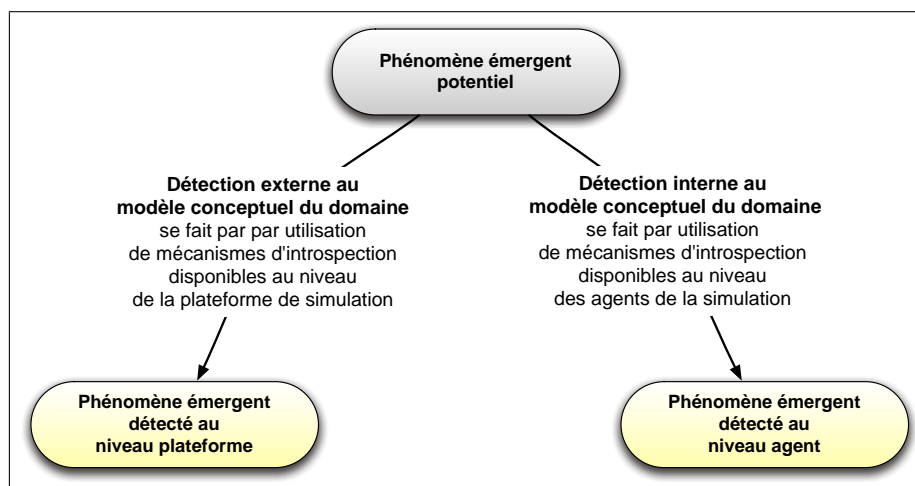 Phénomène émergent
potentiel
Détection externe au
modèle conceptuel du domaine
se fait par par utilisation
de mécanismes d'introspection
disponibles au niveau
de la plateforme de simulation
Détection interne au
modèle conceptuel du domaine
se fait par utilisation
de mécanismes d'introspection
disponibles au niveau
des agents de la simulation
Phénomène émergent
détecté au
niveau plateforme
Phénomène émergent
détecté au
niveau agent